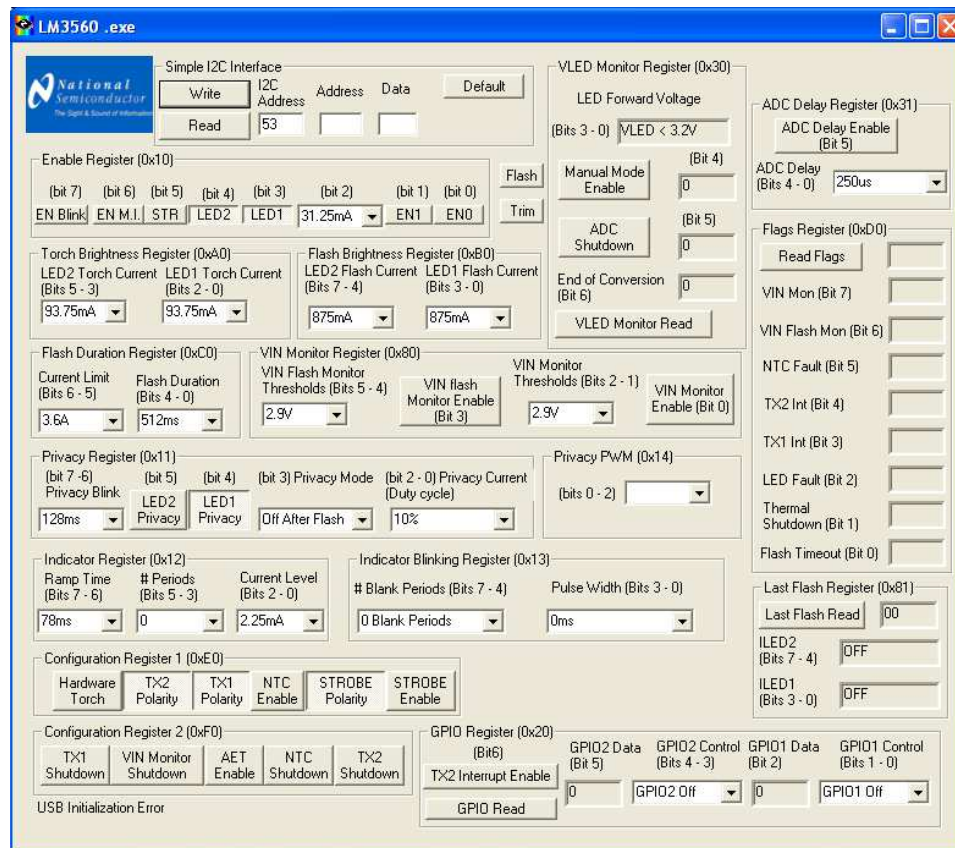 LM3560 .exe
National
Semiconductor
The Sight & Sound of Information
Simple I2C Interface
Write
Read
I2C
Address
53
Address
Data
Default
Enable Register (0x10)
(bit 7) (bit 6) (bit 5) (bit 4) (bit 3) (bit 2) (bit 1) (bit 0)
EN Blink EN M.I. STR LED2 LED1 31.25mA EN1 EN0
Flash
Trim
Torch Brightness Register (0xA0)
LED2 Torch Current
(Bits 5 - 3)
93.75mA
LED1 Torch Current
(Bits 2 - 0)
93.75mA
Flash Brightness Register (0xB0)
LED2 Flash Current
(Bits 7 - 4)
875mA
LED1 Flash Current
(Bits 3 - 0)
875mA
Flash Duration Register (0xC0)
Current Limit
(Bits 6 - 5)
3.6A
Flash Duration
(Bits 4 - 0)
512ms
VIN Monitor Register (0x80)
VIN Flash Monitor
Thresholds (Bits 5 - 4)
2.9V
VIN flash
Monitor Enable
(Bit 3)
VIN Monitor
Thresholds (Bits 2 - 1)
2.9V
VIN Monitor
Enable (Bit 0)
Privacy Register (0x11)
(bit 7 -6)
Privacy Blink
128ms
(bit 5)
LED2
Privacy
(bit 4)
LED1
Privacy
(bit 3) Privacy Mode
Off After Flash
(bit 2 - 0) Privacy Current
(Duty cycle)
10%
Privacy PWM (0x14)
(bits 0 - 2)
Indicator Register (0x12)
Ramp Time
(Bits 7 - 6)
78ms
# Periods
(Bits 5 - 3)
0
Current Level
(Bits 2 - 0)
2.25mA
Indicator Blinking Register (0x13)
# Blank Periods (Bits 7 - 4)
0 Blank Periods
Pulse Width (Bits 3 - 0)
0ms
Configuration Register 1 (0xE0)
Hardware
Torch
TX2
Polarity
TX1
Polarity
NTC
Enable
STROBE
Polarity
STROBE
Enable
Configuration Register 2 (0xF0)
TX1
Shutdown
VIN Monitor
Shutdown
AET
Enable
NTC
Shutdown
TX2
Shutdown
USB Initialization Error
GPIO Register (0x20)
(Bit6)
TX2 Interrupt Enable
GPIO Read
GPIO2 Data
(Bit 5)
0
GPIO2 Control
(Bits 4 - 3)
GPIO2 Off
GPIO1 Data
(Bit 2)
0
GPIO1 Control
(Bits 1 - 0)
GPIO1 Off
VLED Monitor Register (0x30)
LED Forward Voltage
(Bits 3 - 0) VLED < 3.2V
Manual Mode
Enable
(Bit 4)
0
ADC
Shutdown
(Bit 5)
0
End of Conversion
(Bit 6)
0
VLED Monitor Read
ADC Delay Register (0x31)
ADC Delay Enable
(Bit 5)
ADC Delay
(Bits 4 - 0)
250us
Flags Register (0xD0)
Read Flags
VIN Mon (Bit 7)
VIN Flash Mon (Bit 6)
NTC Fault (Bit 5)
TX2 Int (Bit 4)
TX1 Int (Bit 3)
LED Fault (Bit 2)
Thermal
Shutdown (Bit 1)
Flash Timeout (Bit 0)
Last Flash Register (0x81)
Last Flash Read 00
ILED2
(Bits 7 - 4)
OFF
ILED1
(Bits 3 - 0)
OFF